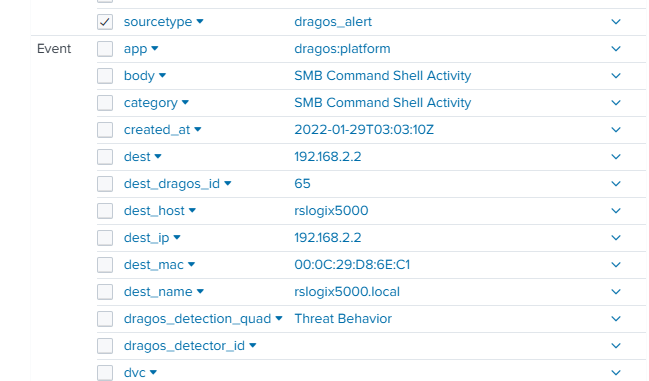 sourcetype dragos_alert
Event app dragos:platform
body SMB Command Shell Activity
category SMB Command Shell Activity
created_at 2022-01-29T03:03:10Z
dest 192.168.2.2
dest_dragos_id 65
dest_host rslogix5000
dest_ip 192.168.2.2
dest_mac 00:0C:29:D8:6E:C1
dest_name rslogix5000.local
dragos_detection_quad Threat Behavior
dragos_detector_id
dvc